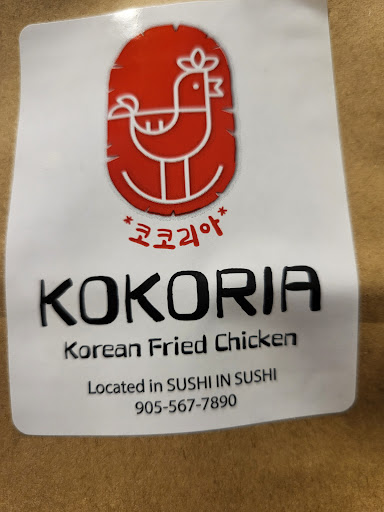 *코코리아*
KOKORIA
Korean Fried Chicken
Located in SUSHI IN SUSHI
905-567-7890